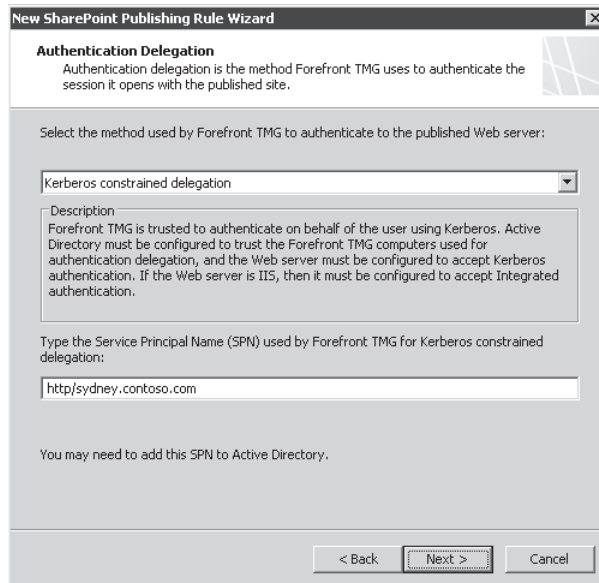 New SharePoint Publishing Rule Wizard
Authentication Delegation
Authentication delegation is the method Forefront TMG uses to authenticate the
session it opens with the published site.
Select the method used by Forefront TMG to authenticate to the published Web server:
Kerberos constrained delegation
Description
Forefront TMG is trusted to authenticate on behalf of the user using Kerberos. Active
Directory must be configured to trust the Forefront TMG computers used for
authentication delegation, and the Web server must be configured to accept Kerberos
authentication. If the Web server is IIS, then it must be configured to accept Integrated
authentication.
Type the Service Principal Name (SPN) used by Forefront TMG for Kerberos constrained
delegation:
http/sydney.contoso.com
You may need to add this SPN to Active Directory.
< Back
Next >
Cancel